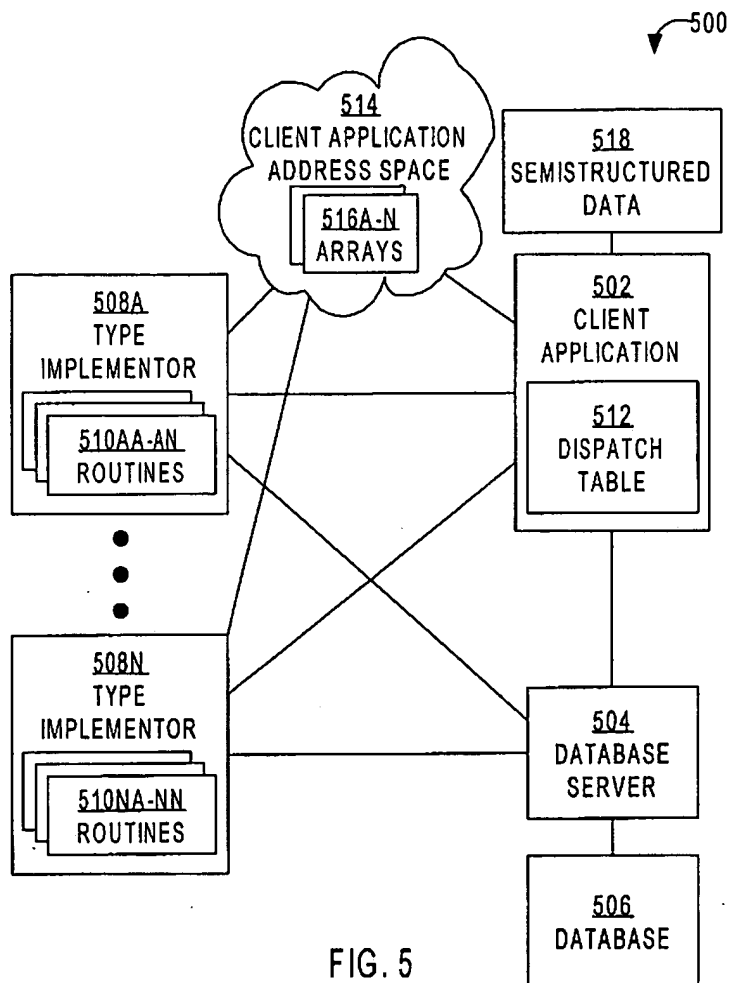 500
514
CLIENT APPLICATION
ADDRESS SPACE
516A-N
ARRAYS
518
SEMISTRUCTURED
DATA
508A
TYPE
IMPLEMENTOR
510AA-AN
ROUTINES
502
CLIENT
APPLICATION
512
DISPATCH
TABLE
508N
TYPE
IMPLEMENTOR
510NA-NN
ROUTINES
504
DATABASE
SERVER
506
DATABASE
FIG. 5